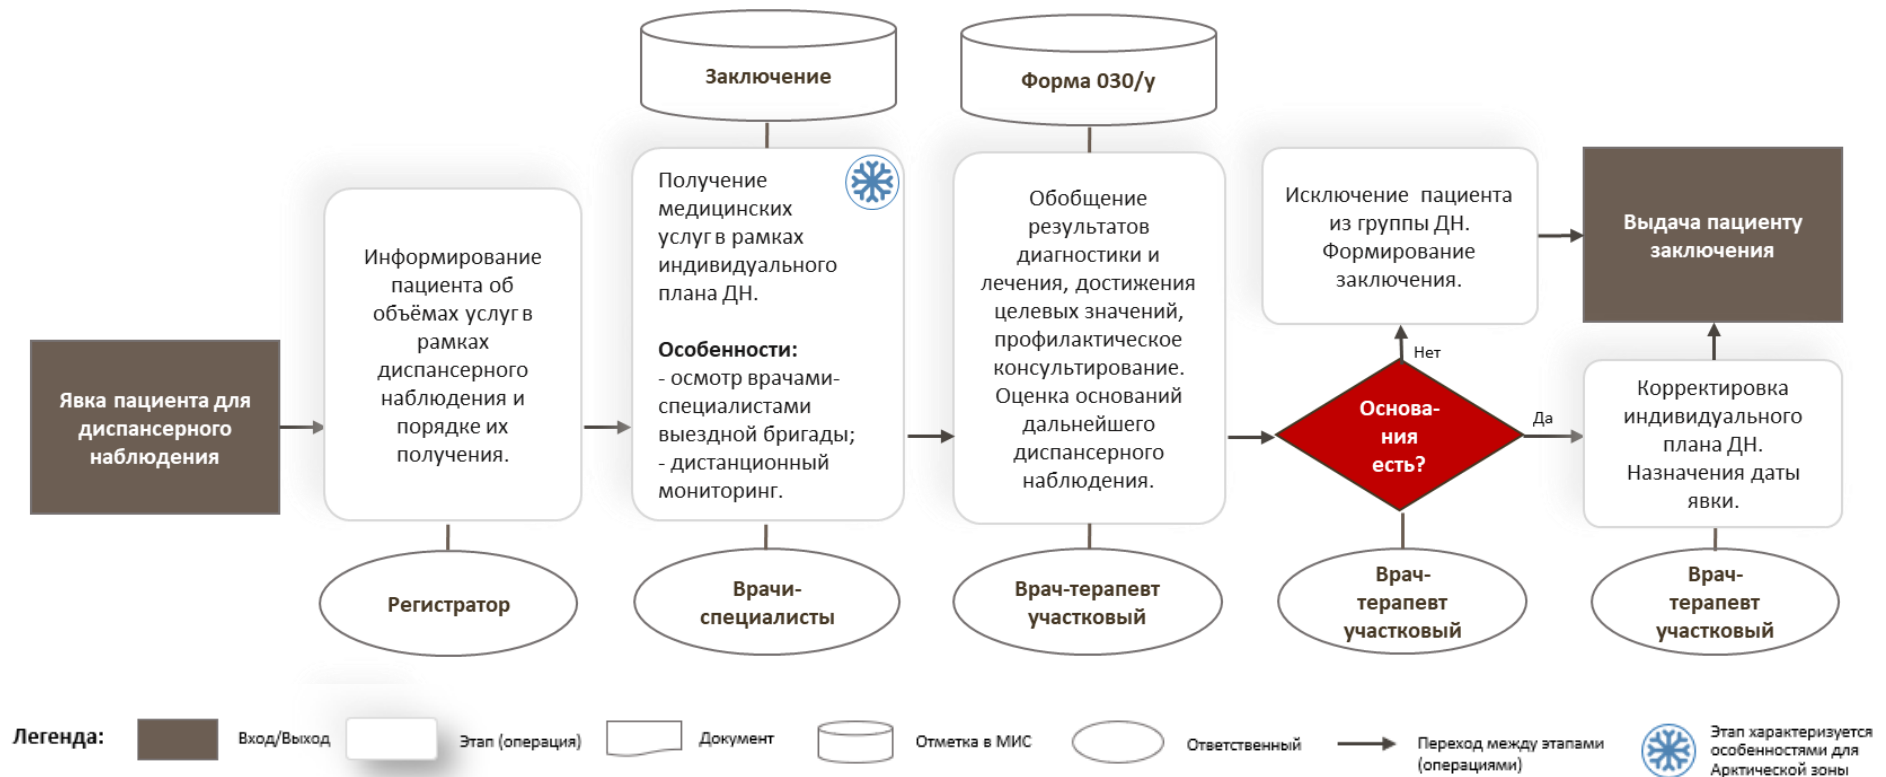 Заключение
Форма 030/у
Явка пациента для
диспансерного
наблюдения
Информирование
пациента об
объёмах услуг в
рамках
диспансерного
наблюдения и
порядке их
получения.
Получение
медицинских
услуг в рамках
индивидуального
плана ДН.
Особенности:
- осмотр врачами-
специалистами
выездной бригады;
- дистанционный
мониторинг.
Обобщение
результатов
диагностики и
лечения, достижения
целевых значений,
профилактическое
консультирование.
Оценка оснований
дальнейшего
диспансерного
наблюдения.
Исключение пациента
из группы ДН.
Формирование
заключения.
Выдача пациенту
заключения
Нет
Основа-
ния
есть?
Да
Корректировка
индивидуального
плана ДН.
Назначения даты
явки.
Регистратор
Врачи-
специалисты
Врач-терапевт
участковый
Врач-
терапевт
участковый
Врач-
терапевт
участковый
Легенда:
Вход/Выход
Этап (операция)
Документ
Отметка в МИС
Ответственный
Переход между этапами
(операциями)
Этап характеризуется
особенностями для
Арктической зоны